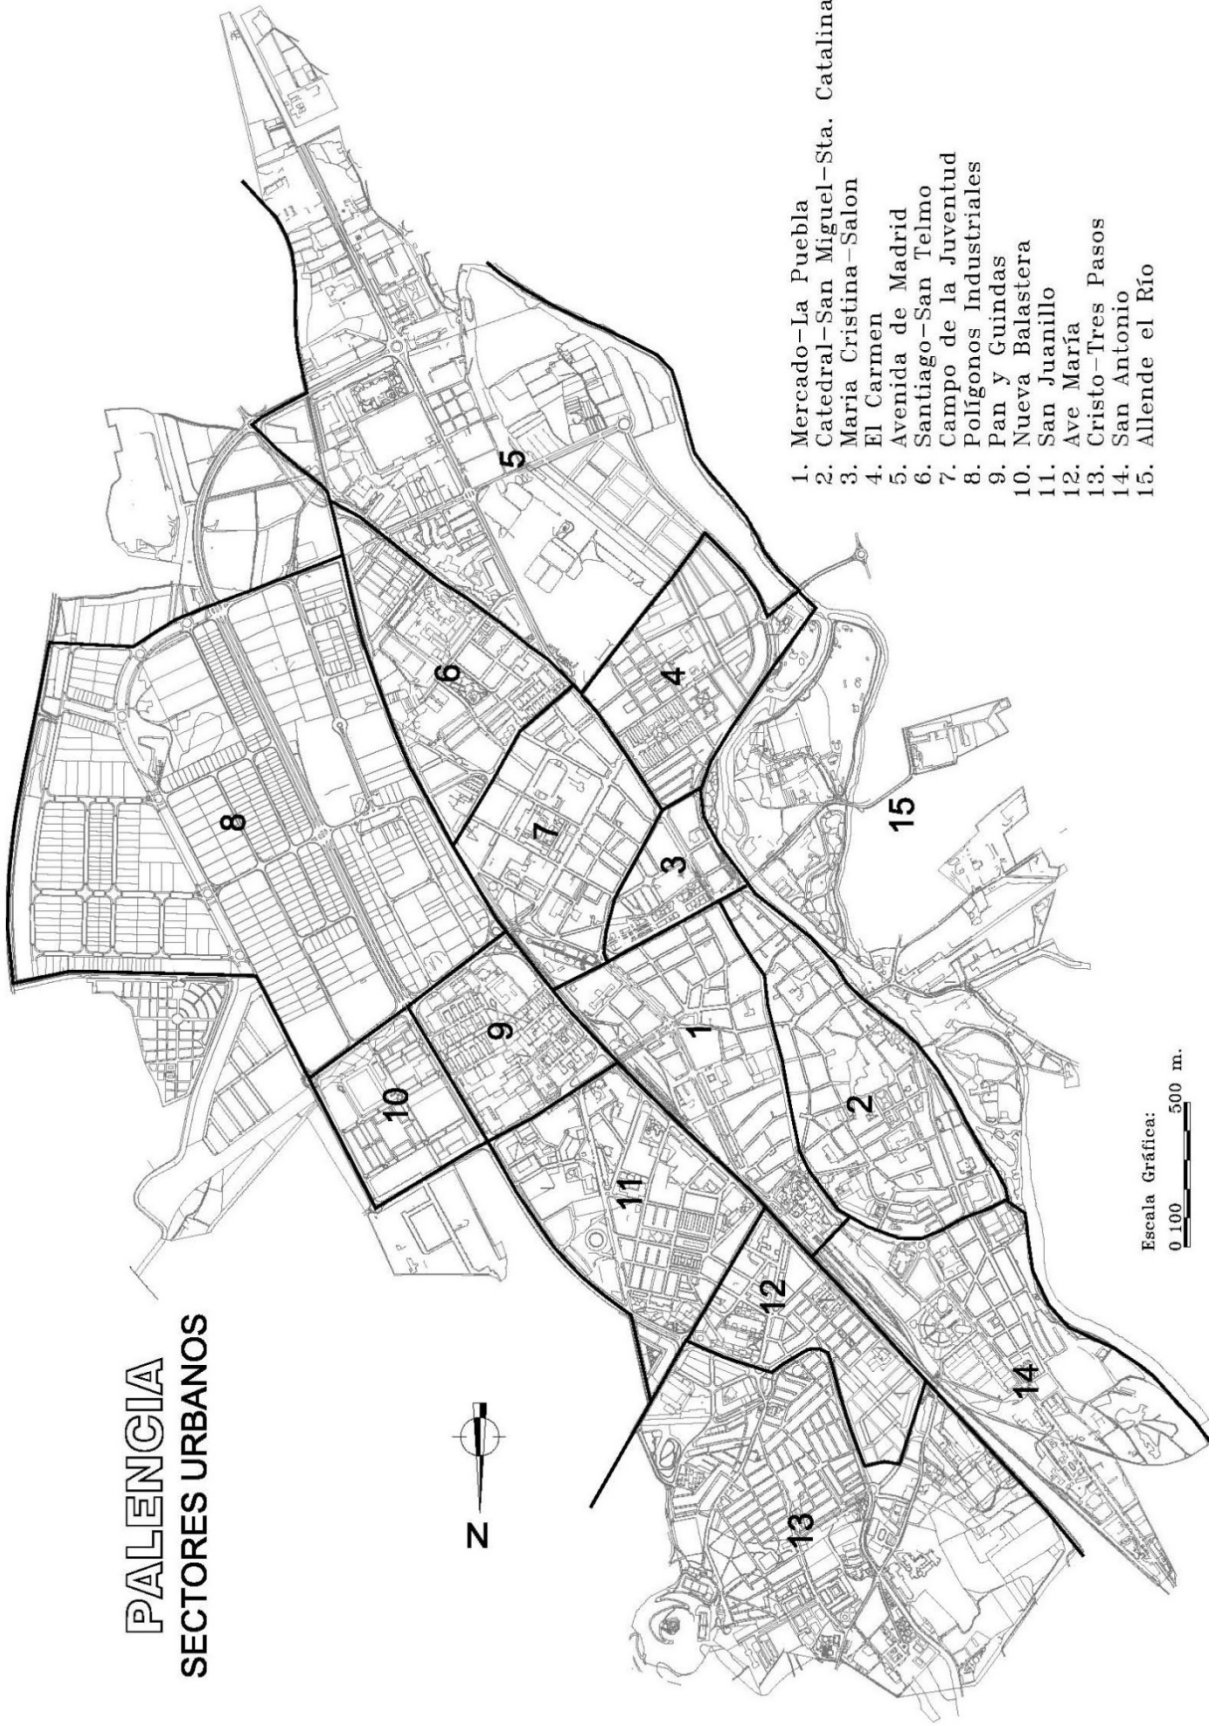 PALENCIA
SECTORES URBANOS
N
1. Mercado-La Puebla
2. Catedral-San Miguel-Sta. Catalina
3. Maria Cristina-Salon
4. El Carmen
5. Avenida de Madrid
6. Santiago-San Telmo
7. Campo de la Juventud
8. Polígonos Industriales
9. Pan y Guindas
10. Nueva Balastera
11. San Juanillo
12. Ave María
13. Cristo-Tres Pasos
14. San Antonio
15. Allende el Río
Escala Gráfica:
0 100 500 m.
13
12
14
11
10
2
9
1
8
7
3
15
6
4
5